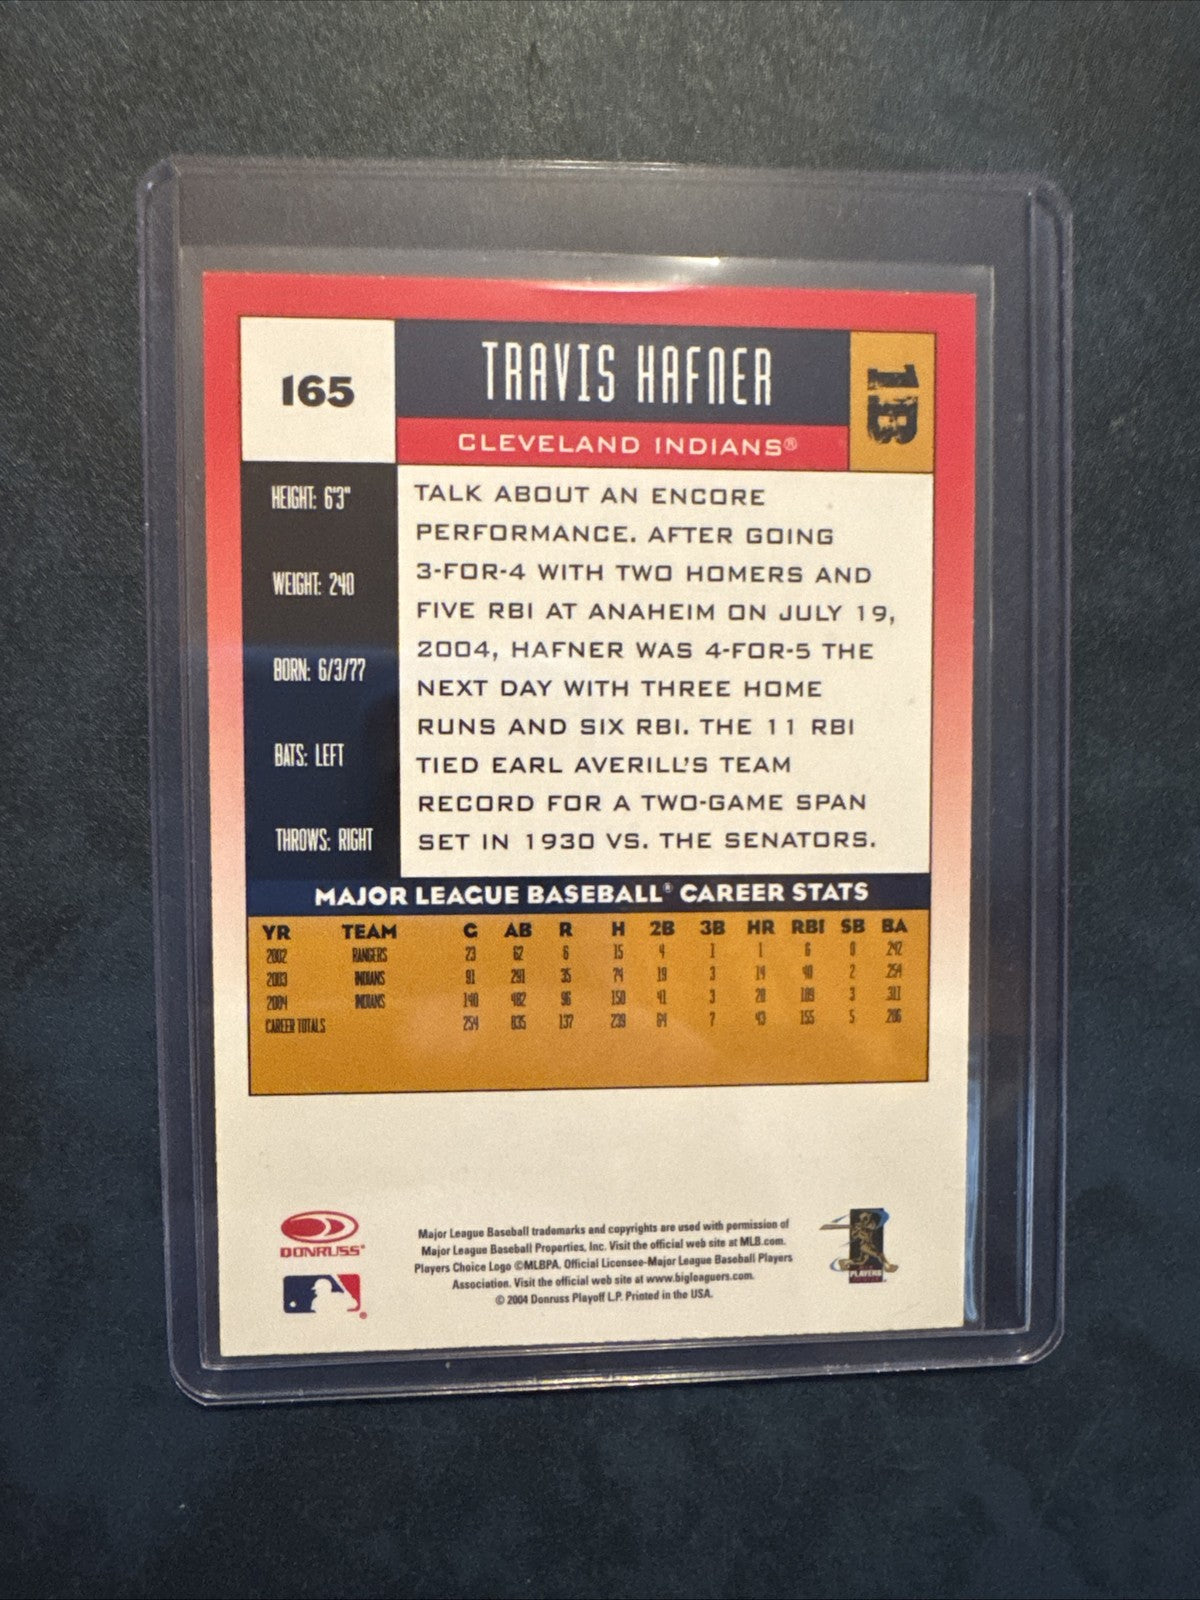 165
TRAVIS HAFNER
1B
CLEVELAND INDIANS®
HEIGHT: 6'3"
WEIGHT: 240
BORN: 6/3/77
BATS: LEFT
THROWS: RIGHT
TALK ABOUT AN ENCORE
PERFORMANCE. AFTER GOING
3-FOR-4 WITH TWO HOMERS AND
FIVE RBI AT ANAHEIM ON JULY 19,
2004, HAFNER WAS 4-FOR-5 THE
NEXT DAY WITH THREE HOME
RUNS AND SIX RBI. THE 11 RBI
TIED EARL AVERILL'S TEAM
RECORD FOR A TWO-GAME SPAN
SET IN 1930 VS. THE SENATORS.
MAJOR LEAGUE BASEBALL® CAREER STATS
YR TEAM G AB R H 2B 3B HR RBI SB BA
2002 RANGERS 23 62 6 15 4 1 1 6 0 242
2003 INDIANS 91 291 35 74 19 3 14 40 2 254
2004 INDIANS 140 482 96 150 41 3 28 109 3 311
CAREER TOTALS 254 835 137 239 64 7 43 155 5 286
DONRUSS®
Major League Baseball trademarks and copyrights are used with permission of
Major League Baseball Properties, Inc. Visit the official web site at MLB.com.
Players Choice Logo ©MLBPA, Official Licensee-Major League Baseball Players
Association. Visit the official web site at www.bigleaguers.com.
© 2004 Donruss Playoff L.P. Printed in the USA.
PLAYERS